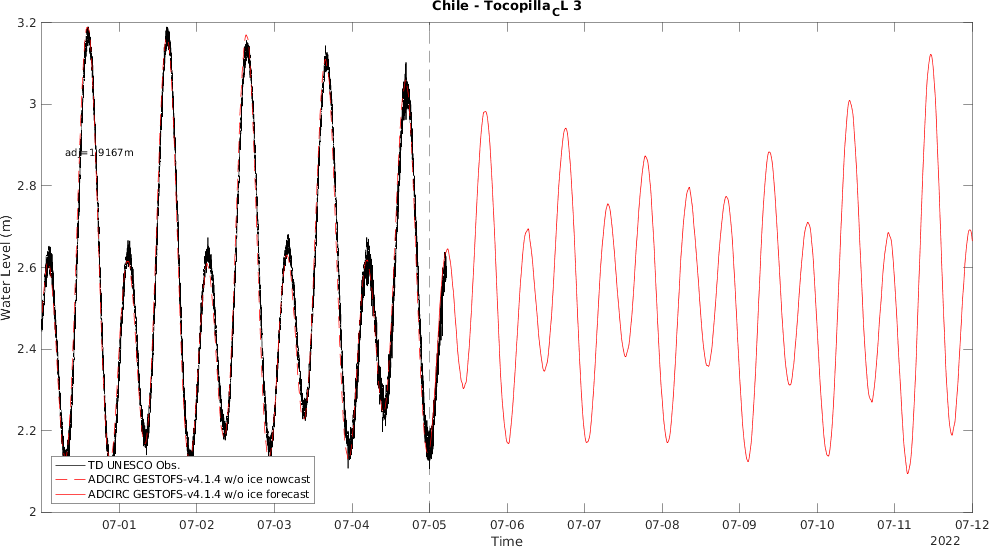 Chile - Tocopilla_CL 3
3.2
3
2.8
2.6
2.4
2.2
2
Water Level (m)
adj=1.9167m
TD UNESCO Obs.
ADCIRC GESTOFS-v4.1.4 w/o ice nowcast
ADCIRC GESTOFS-v4.1.4 w/o ice forecast
07-01 07-02 07-03 07-04 07-05 07-06 07-07 07-08 07-09 07-10 07-11 07-12
Time
2022